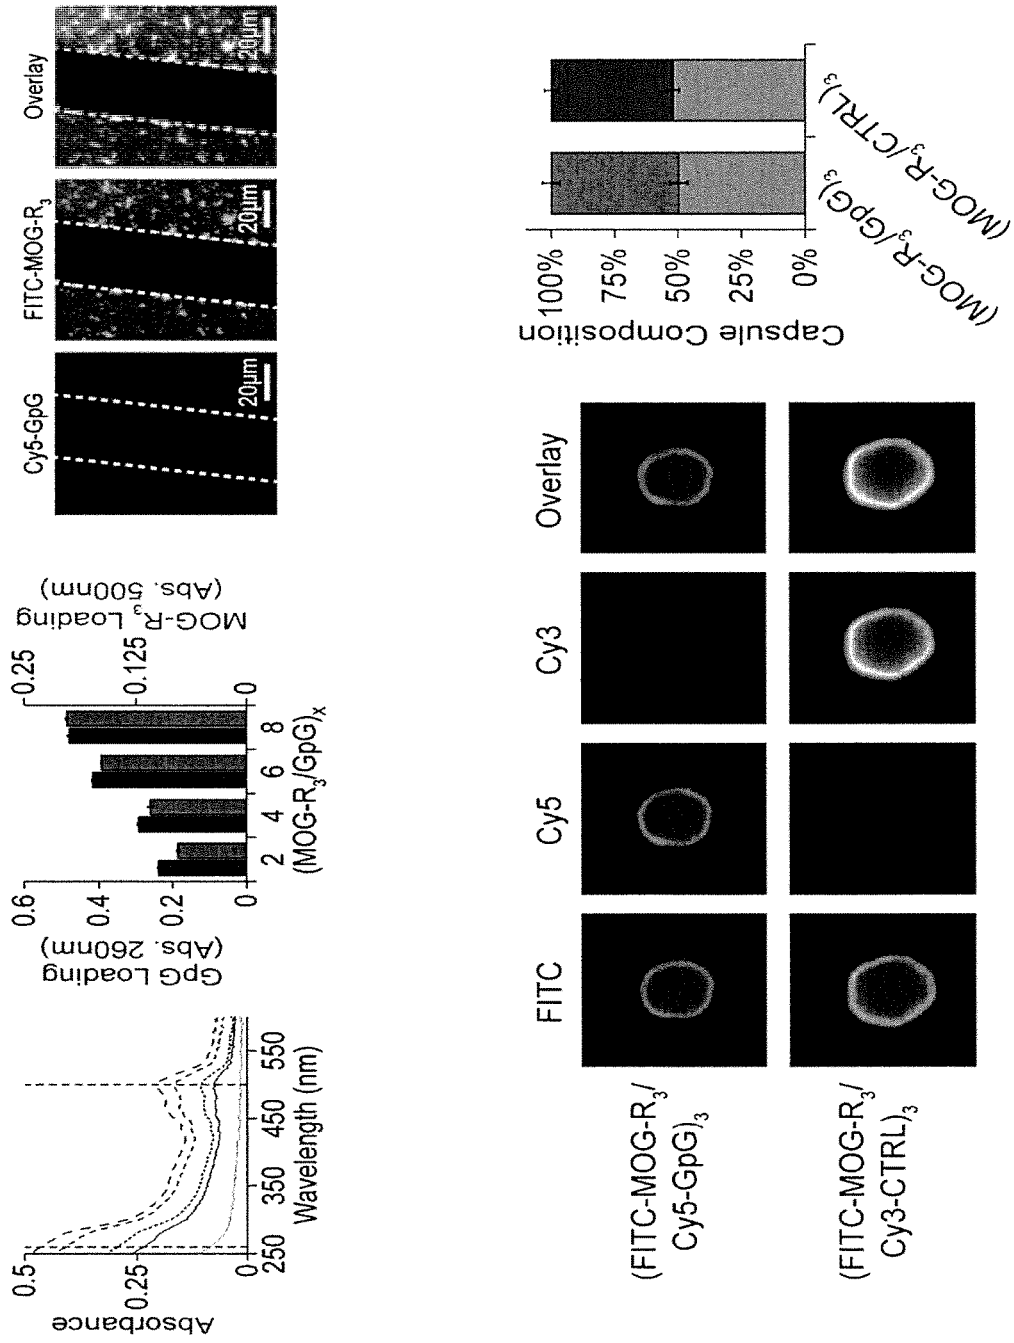 Absorbance
0.5
0.25
0
250
350
450
550
Wavelength (nm)
GpG Loading
(Abs. 260nm)
0.6
0.4
0.2
0
2
4
6
8
(MOG-R3/GpG)X
0.25
0.125
0
MOG-R3 Loading
(Abs. 500nm)
Cy5-GpG
FITC-MOG-R3
Overlay
20µm
20µm
20µm
FITC
Cy5
Cy3
Overlay
(FITC-MOG-R3/
Cy5-GpG)3
(FITC-MOG-R3/
Cy3-CTRL)3
Capsule Composition
100%
75%
50%
25%
0%
(MOG-R3/GpG)3
(MOG-R3/CTRL)3